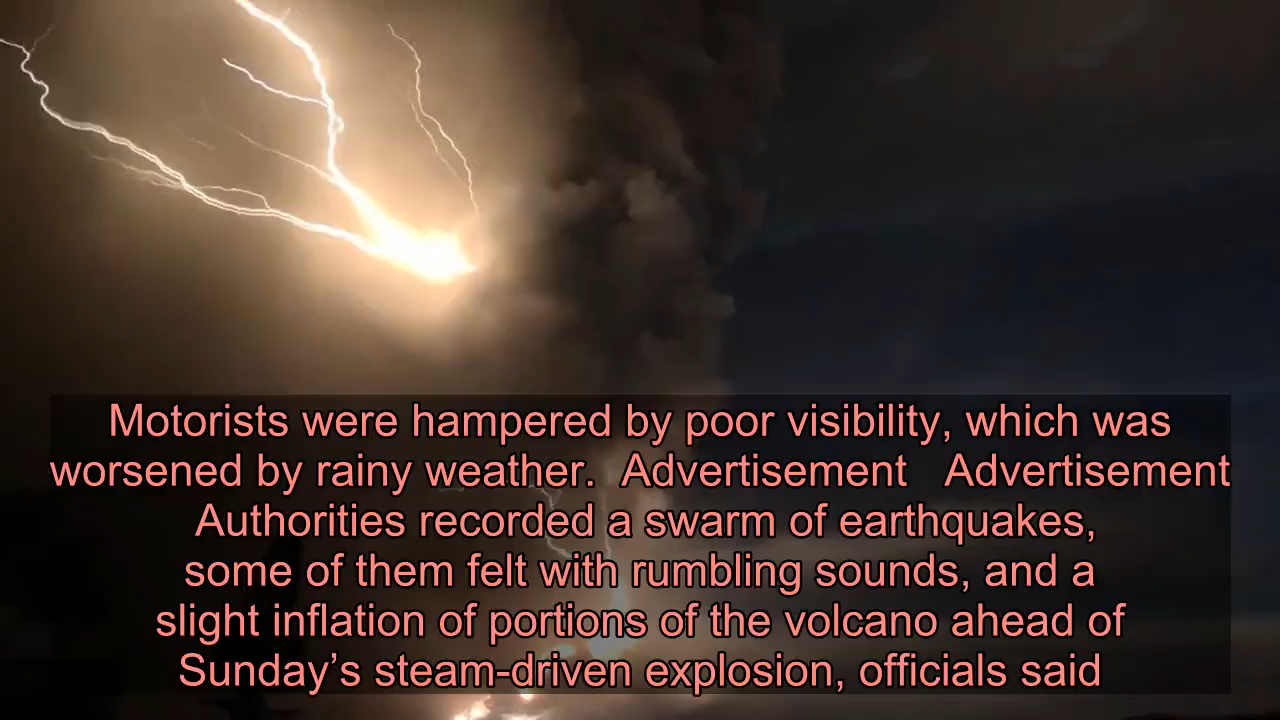 Motorists were hampered by poor visibility, which was
worsened by rainy weather.  Advertisement   Advertisement
Authorities recorded a swarm of earthquakes,
some of them felt with rumbling sounds, and a
slight inflation of portions of the volcano ahead of
Sunday’s steam-driven explosion, officials said